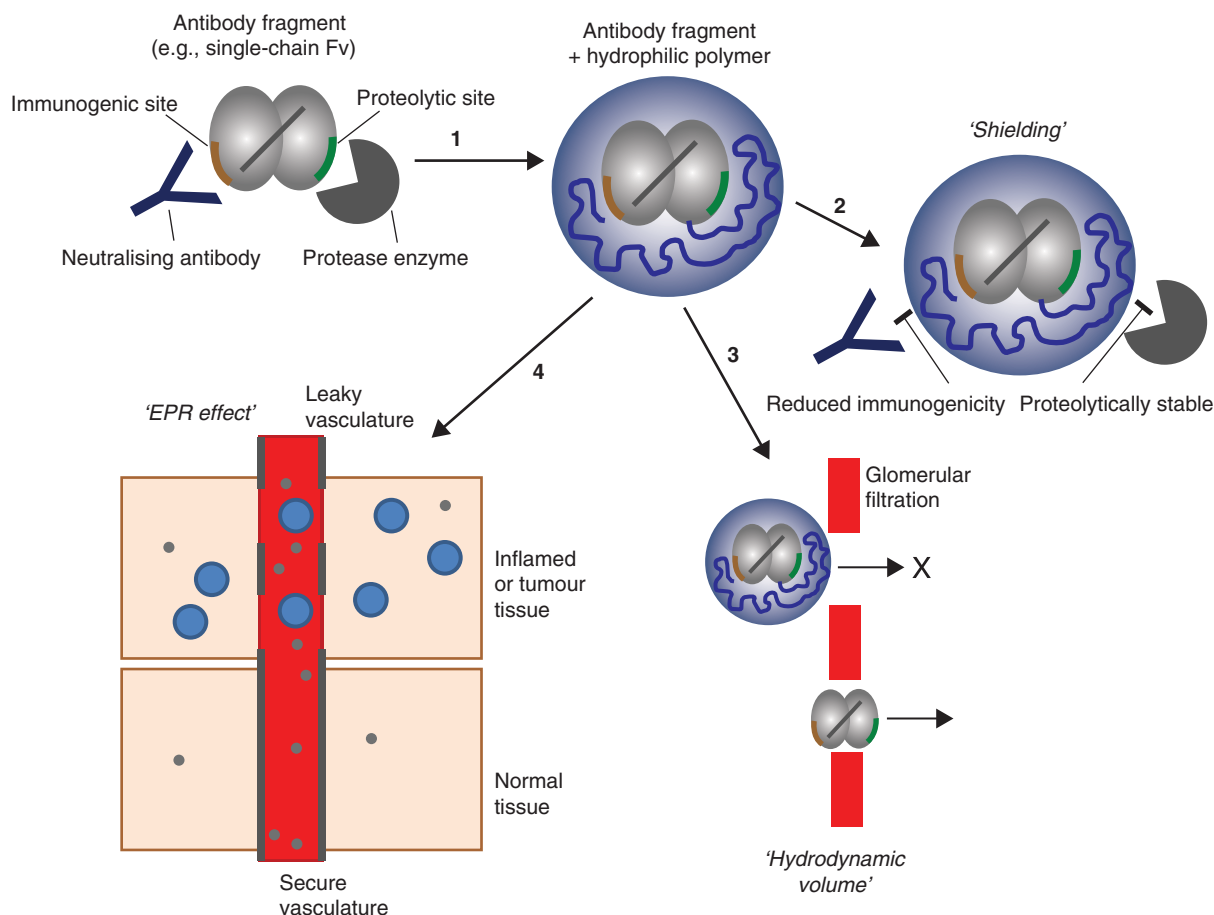 Antibody fragment
(e.g., single-chain Fv)
Immunogenic site
Proteolytic site
Neutralising antibody
Protease enzyme
1
Antibody fragment
+ hydrophilic polymer
2
'Shielding'
Reduced immunogenicity
Proteolytically stable
3
Glomerular
filtration
X
'Hydrodynamic
volume'
4
'EPR effect'
Leaky
vasculature
Inflamed
or tumour
tissue
Normal
tissue
Secure
vasculature